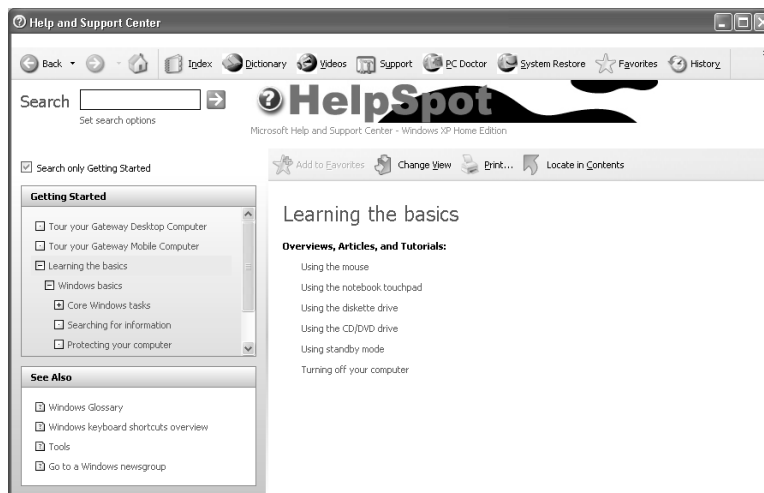 Help and Support Center
Back Index Dictionary Videos Support PC Doctor System Restore Favorites History
Search
Set search options
HelpSpot
Microsoft Help and Support Center - Windows XP Home Edition
Search only Getting Started
Add to Favorites Change View Print... Locate in Contents
Getting Started
Tour your Gateway Desktop Computer
Tour your Gateway Mobile Computer
Learning the basics
Windows basics
Core Windows tasks
Searching for information
Protecting your computer
See Also
Windows Glossary
Windows keyboard shortcuts overview
Tools
Go to a Windows newsgroup
Learning the basics
Overviews, Articles, and Tutorials:
Using the mouse
Using the notebook touchpad
Using the diskette drive
Using the CD/DVD drive
Using standby mode
Turning off your computer